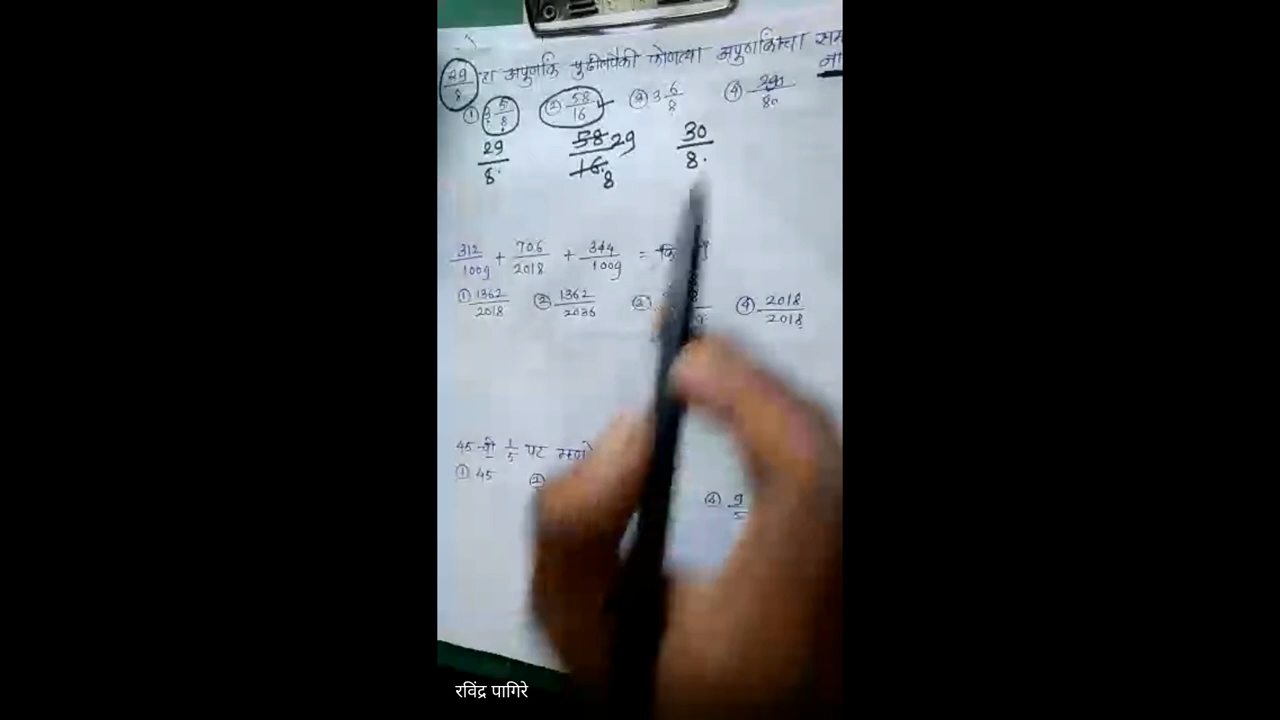 29/8 हा अपूर्णांक पुढीलपैकी कोणत्या अपूर्णांकाच्या सम
ना
① 3 5/8 ② 58/16 ✓ ③ 3 6/8 ④ /80
29/8 58/16 29/8 30/8
312/1009 + 706/2018 + 344/1009 =
① 1362/2018 ② 1362/2036 ③ ④ 2018/2018
45 ची 1/5 पट
① 45 ② ④ 9/5
रविंद्र पागिरे